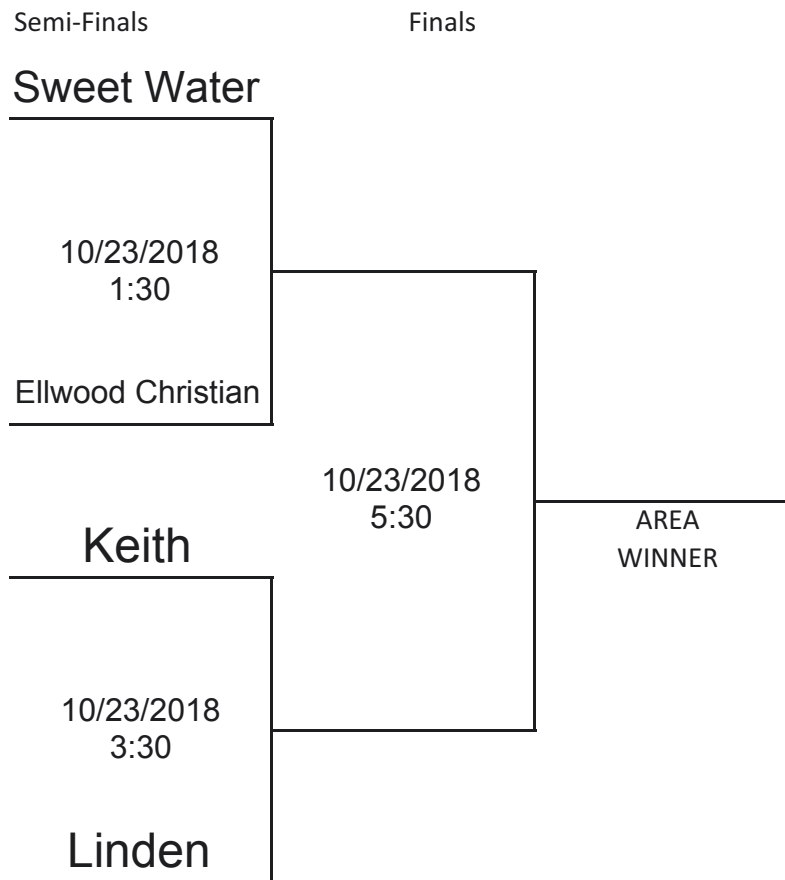 Semi-Finals
Finals
Sweet Water
10/23/2018
1:30
Ellwood Christian
10/23/2018
5:30
AREA
WINNER
Keith
10/23/2018
3:30
Linden